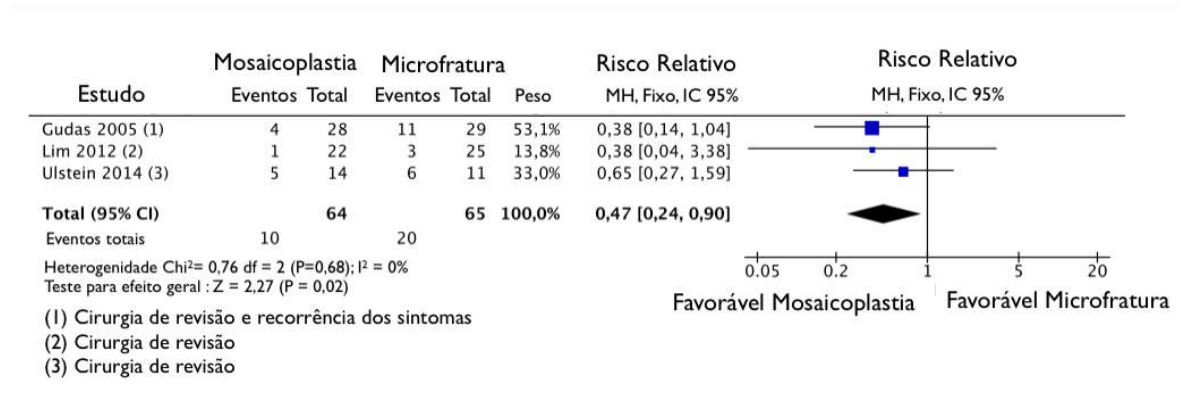 Mosaicoplastia Microfratura Risco Relativo Risco Relativo
Estudo Eventos Total Eventos Total Peso MH, Fixo, IC 95% MH, Fixo, IC 95%
Gudas 2005 (1) 4 28 11 29 53,1% 0,38 [0,14, 1,04]
Lim 2012 (2) 1 22 3 25 13,8% 0,38 [0,04, 3,38]
Ulstein 2014 (3) 5 14 6 11 33,0% 0,65 [0,27, 1,59]
Total (95% CI) 64 65 100,0% 0,47 [0,24, 0,90]
Eventos totais 10 20
Heterogenidade Chi²= 0,76 df = 2 (P=0,68); I² = 0%
Teste para efeito geral : Z = 2,27 (P = 0,02)
0.05 0.2 1 5 20
Favorável Mosaicoplastia Favorável Microfratura
(1) Cirurgia de revisão e recorrência dos sintomas
(2) Cirurgia de revisão
(3) Cirurgia de revisão